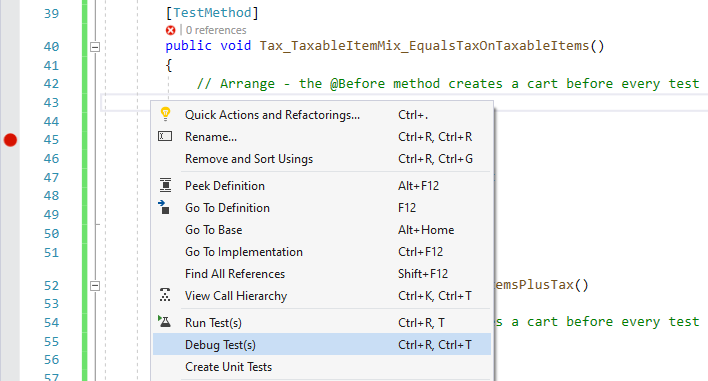 39 [TestMethod]
0 references
40 public void Tax_TaxableItemMix_EqualsTaxOnTaxableItems()
41 {
42 // Arrange - the @Before method creates a cart before every test
43
44 Quick Actions and Refactorings... Ctrl+.
45 Rename... Ctrl+R, Ctrl+R
46 Remove and Sort Usings Ctrl+R, Ctrl+G
47 Peek Definition Alt+F12
48 Go To Definition F12
49
50 Go To Base Alt+Home
51 Go To Implementation Ctrl+F12
Find All References Shift+F12
52 emsPlusTax()
53 View Call Hierarchy Ctrl+K, Ctrl+T
54 Run Test(s) Ctrl+R, T s a cart before every test
55 Debug Test(s) Ctrl+R, Ctrl+T
56 Create Unit Tests
57